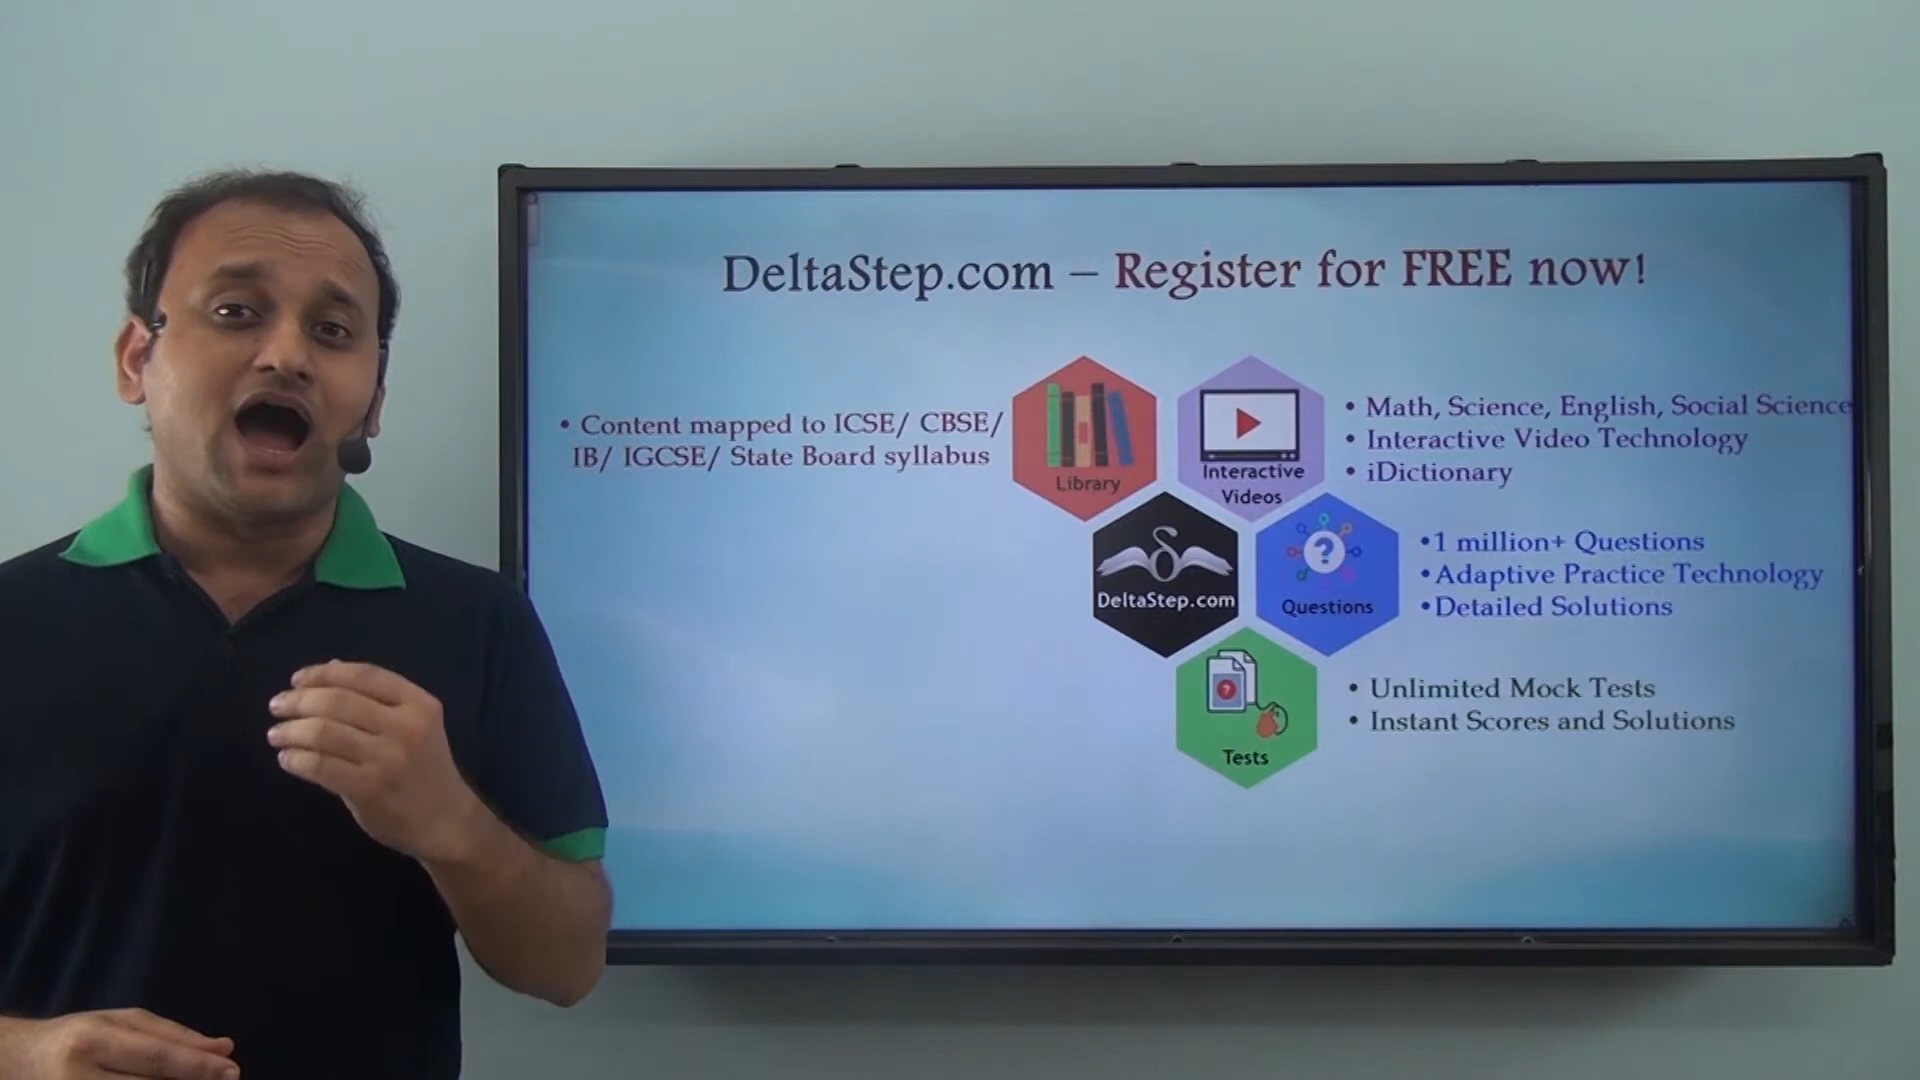 DeltaStep.com – Register for FREE now!
• Content mapped to ICSE/ CBSE/
IB/ IGCSE/ State Board syllabus
Library
Interactive
Videos
• Math, Science, English, Social Science
• Interactive Video Technology
• iDictionary
δ
DeltaStep.com
?
Questions
•1 million+ Questions
•Adaptive Practice Technology
•Detailed Solutions
?
Tests
• Unlimited Mock Tests
• Instant Scores and Solutions